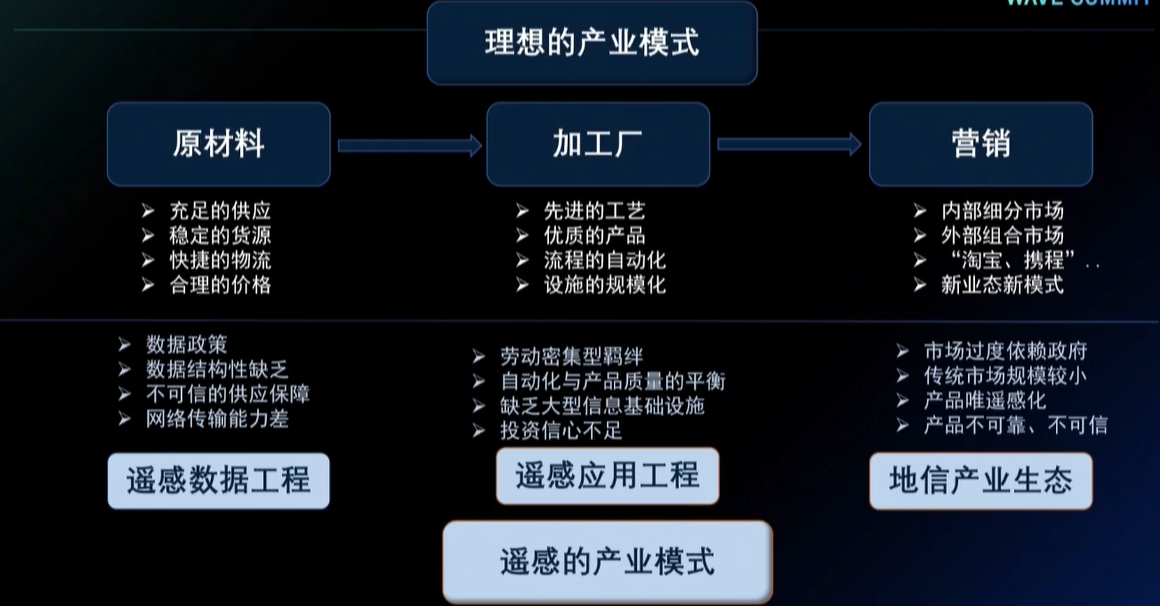 WAVE SUMMIT
理想的产业模式
原材料
加工厂
营销
充足的供应
稳定的货源
快捷的物流
合理的价格
先进的工艺
优质的产品
流程的自动化
设施的规模化
内部细分市场
外部组合市场
“淘宝、携程”..
新业态新模式
数据政策
数据结构性缺乏
不可信的供应保障
网络传输能力差
劳动密集型羁绊
自动化与产品质量的平衡
缺乏大型信息基础设施
投资信心不足
市场过度依赖政府
传统市场规模较小
产品唯遥感化
产品不可靠、不可信
遥感数据工程
遥感应用工程
地信产业生态
遥感的产业模式